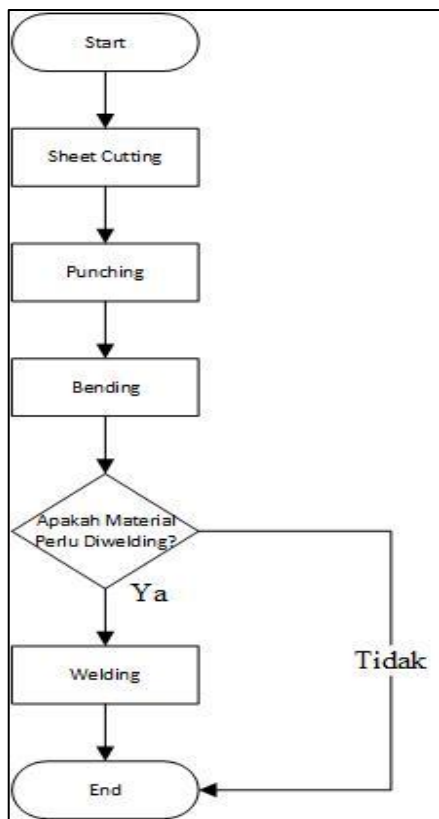 Start
Sheet Cutting
Punching
Bending
Apakah Material
Perlu Diwelding?
Ya
Tidak
Welding
End